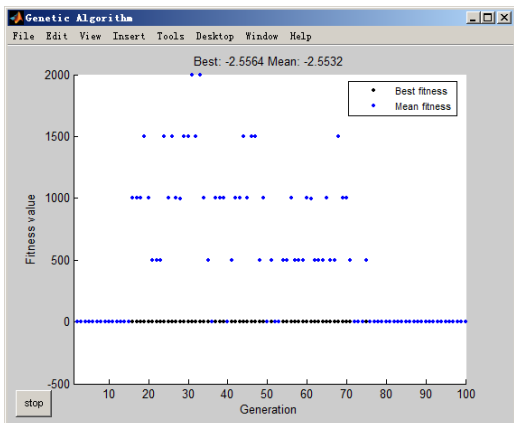 Genetic Algorithm
File Edit View Insert Tools Desktop Window Help
Best: -2.5564 Mean: -2.5532
2000
1500
1000
500
0
-500
Fitness value
Best fitness
Mean fitness
10 20 30 40 50 60 70 80 90 100
Generation
stop